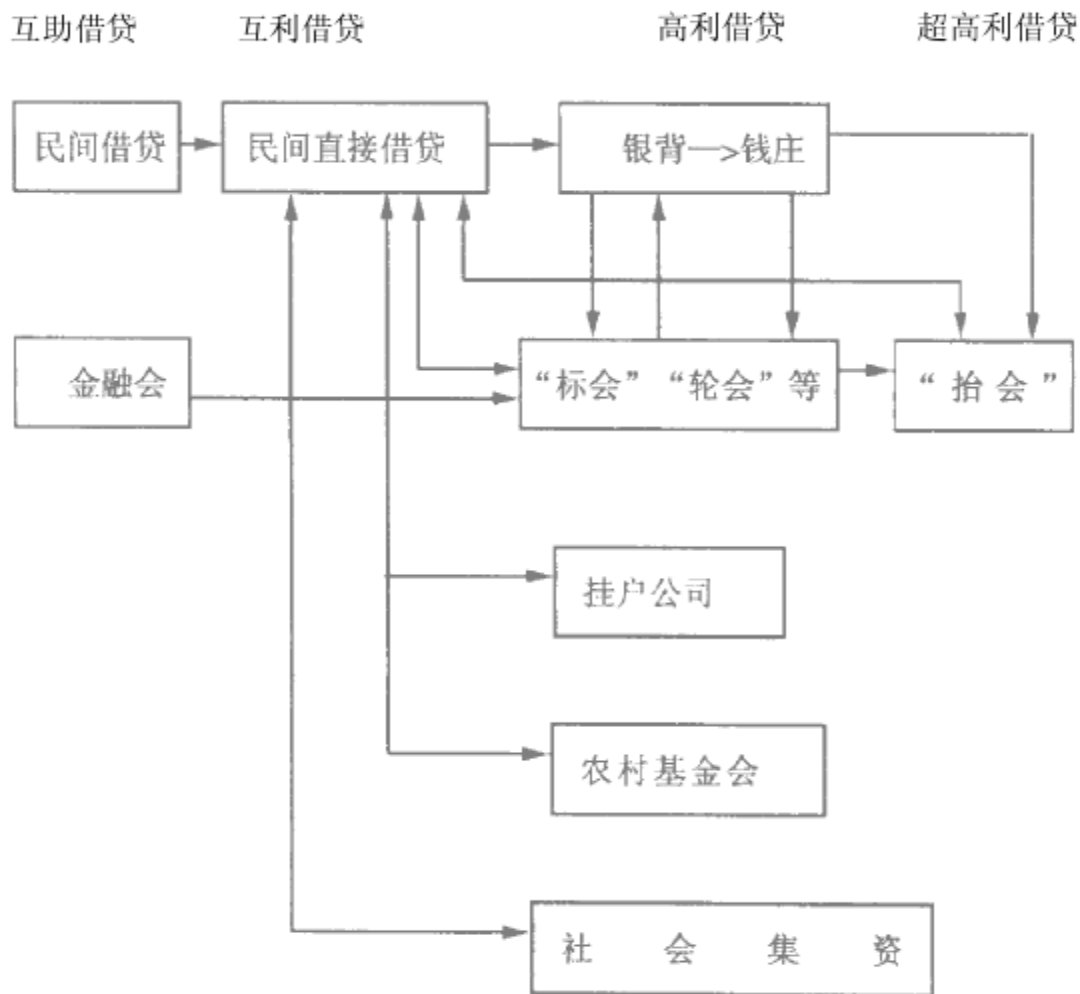 互助借贷 互利借贷 高利借贷 超高利借贷
民间借贷 民间直接借贷 银背—>钱庄
金融会 “标会”“轮会”等 “抬会”
挂户公司
农村基金会
社会集资